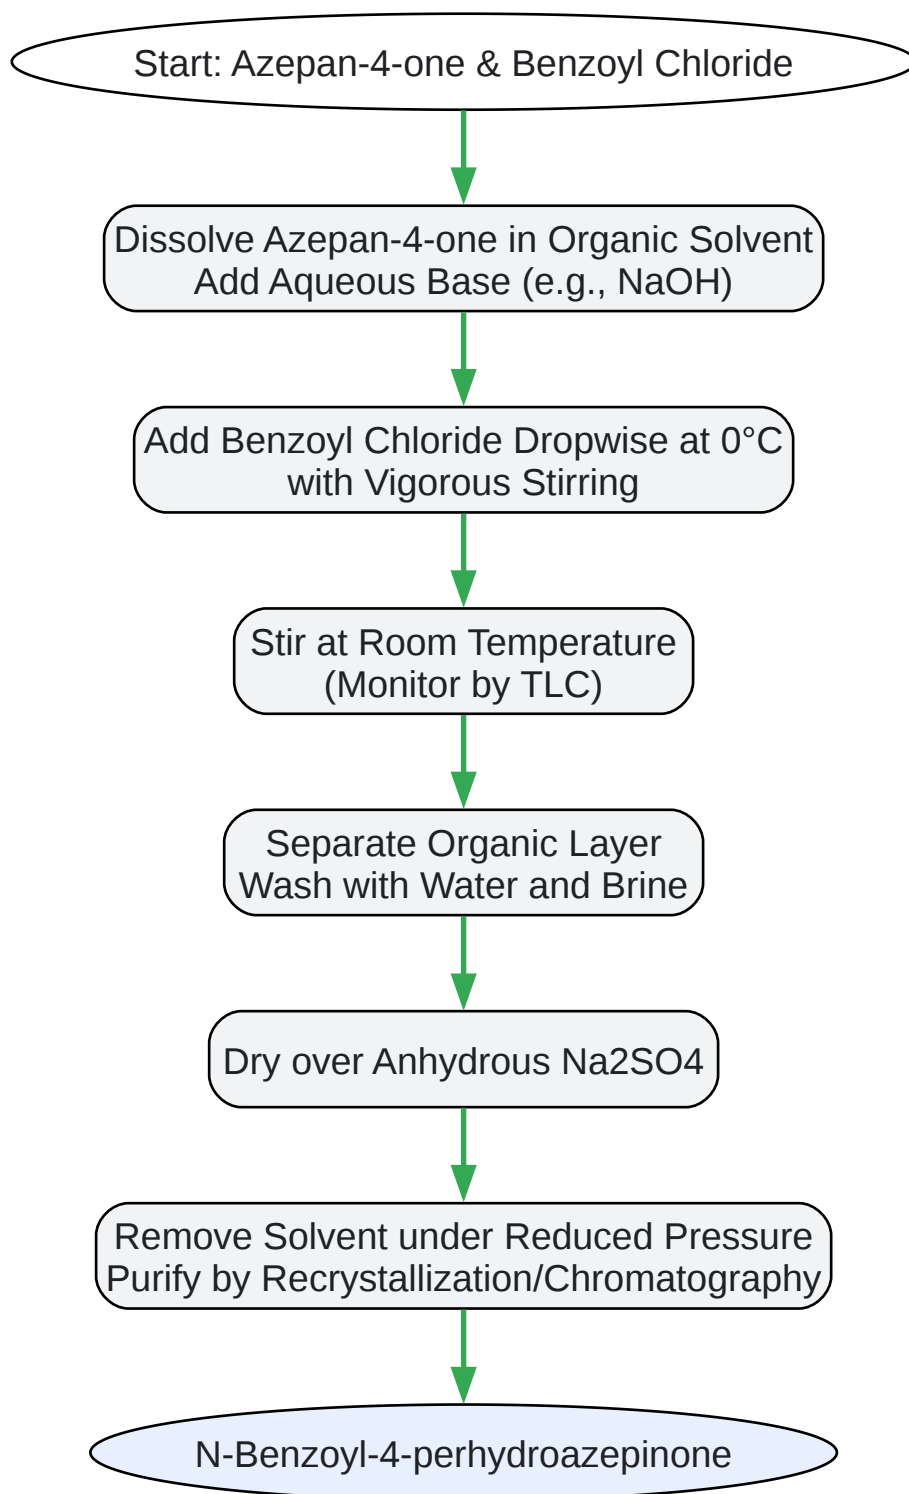 Start: Azepan-4-one & Benzoyl Chloride
Dissolve Azepan-4-one in Organic Solvent
Add Aqueous Base (e.g., NaOH)
Add Benzoyl Chloride Dropwise at 0°C
with Vigorous Stirring
Stir at Room Temperature
(Monitor by TLC)
Separate Organic Layer
Wash with Water and Brine
Dry over Anhydrous Na2SO4
Remove Solvent under Reduced Pressure
Purify by Recrystallization/Chromatography
N-Benzoyl-4-perhydroazepinone